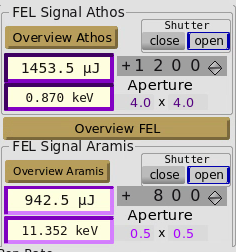 FEL Signal Athos
Overview Athos
Shutter
close open
1453.5 µJ
+1200
0.870 keV
Aperture
4.0 x 4.0
Overview FEL
FEL Signal Aramis
Overview Aramis
Shutter
close open
942.5 µJ
+ 800
11.352 keV
Aperture
0.5 x 0.5